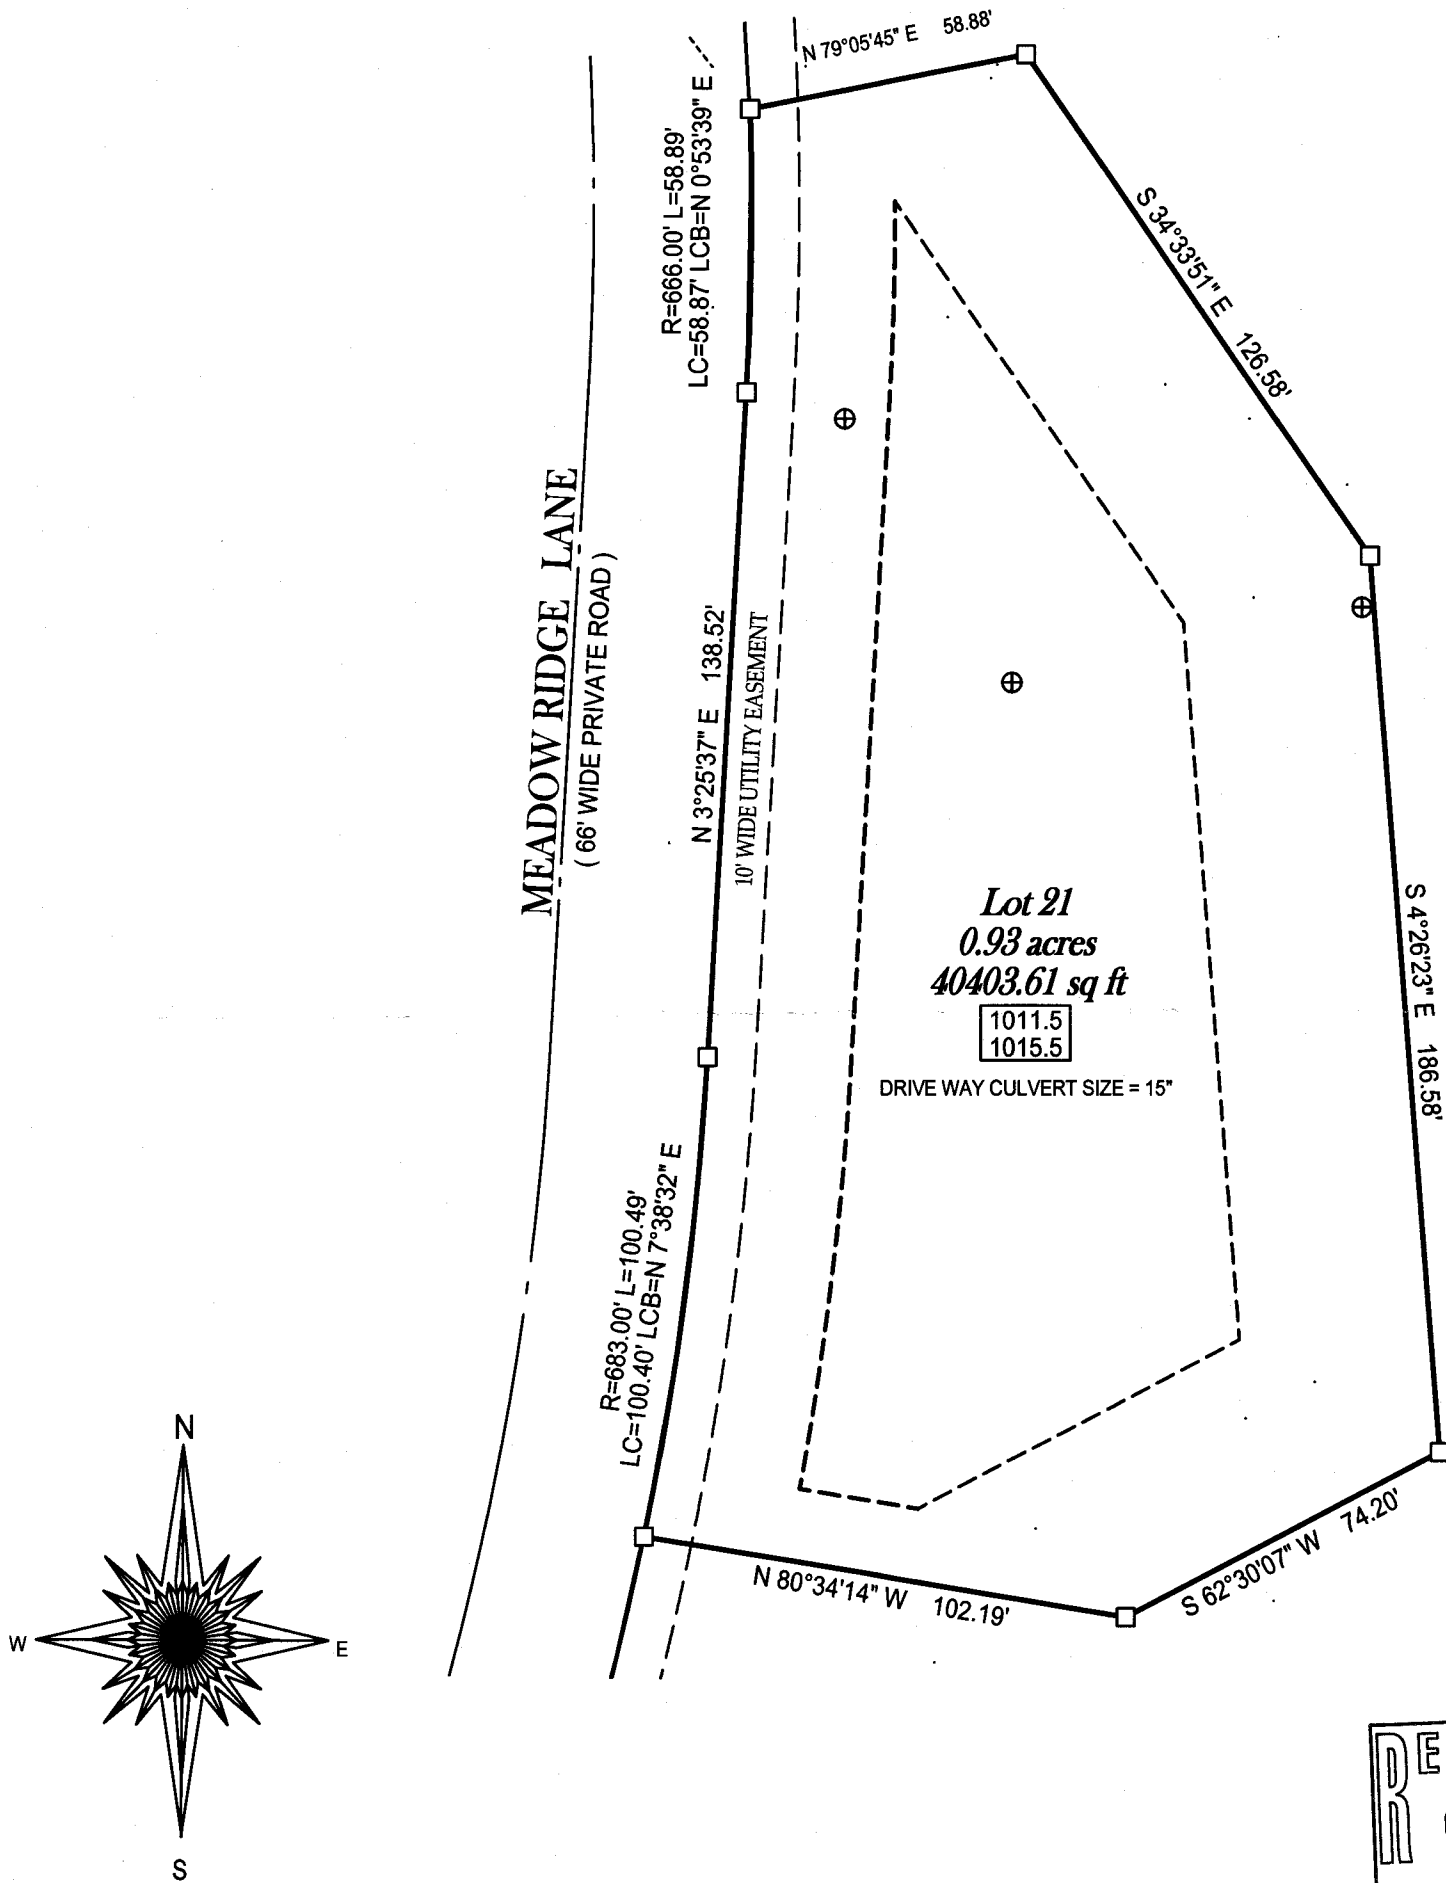 N 79°05'45" E 58.88'
R=666.00' L=58.89'
LC=58.87' LCB=N 0°53'39" E
S 34°33'51" E 126.58'
MEADOW RIDGE LANE
( 66' WIDE PRIVATE ROAD )
N 3°25'37" E 138.52'
10' WIDE UTILITY EASEMENT
Lot 21
0.93 acres
40403.61 sq ft
1011.5
1015.5
DRIVE WAY CULVERT SIZE = 15"
S 4°26'23" E 186.58'
R=683.00' L=100.49'
LC=100.40' LCB=N 7°38'32" E
N 80°34'14" W 102.19'
S 62°30'07" W 74.20'
N
W
E
S
RE